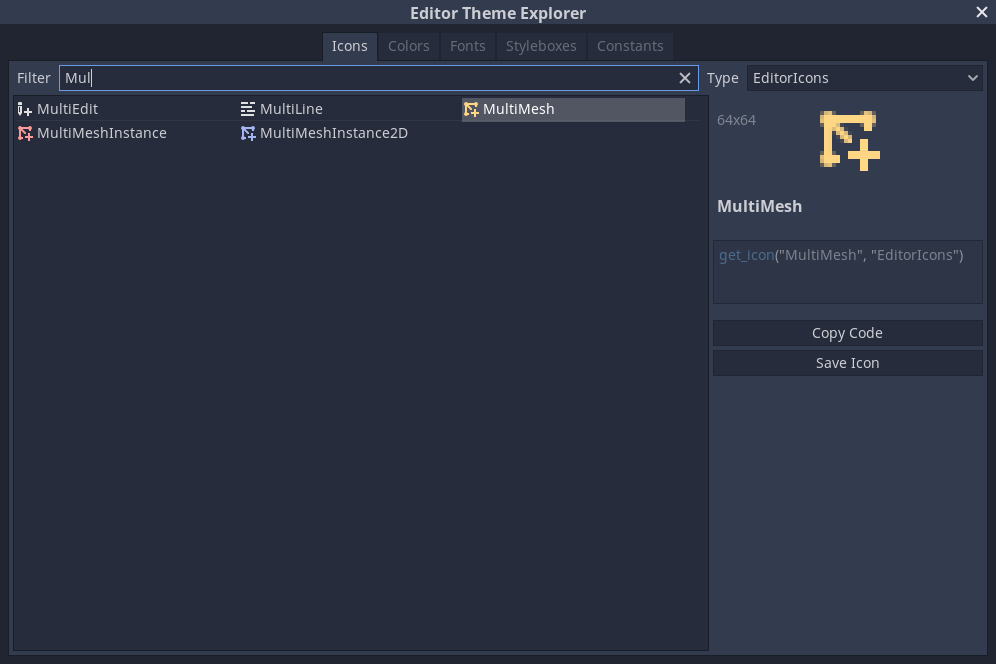 Editor Theme Explorer
Icons Colors Fonts Styleboxes Constants
Filter Mul Type EditorIcons
MultiEdit MultiLine MultiMesh
MultiMeshInstance MultiMeshInstance2D
64x64
MultiMesh
get_icon("MultiMesh", "EditorIcons")
Copy Code
Save Icon